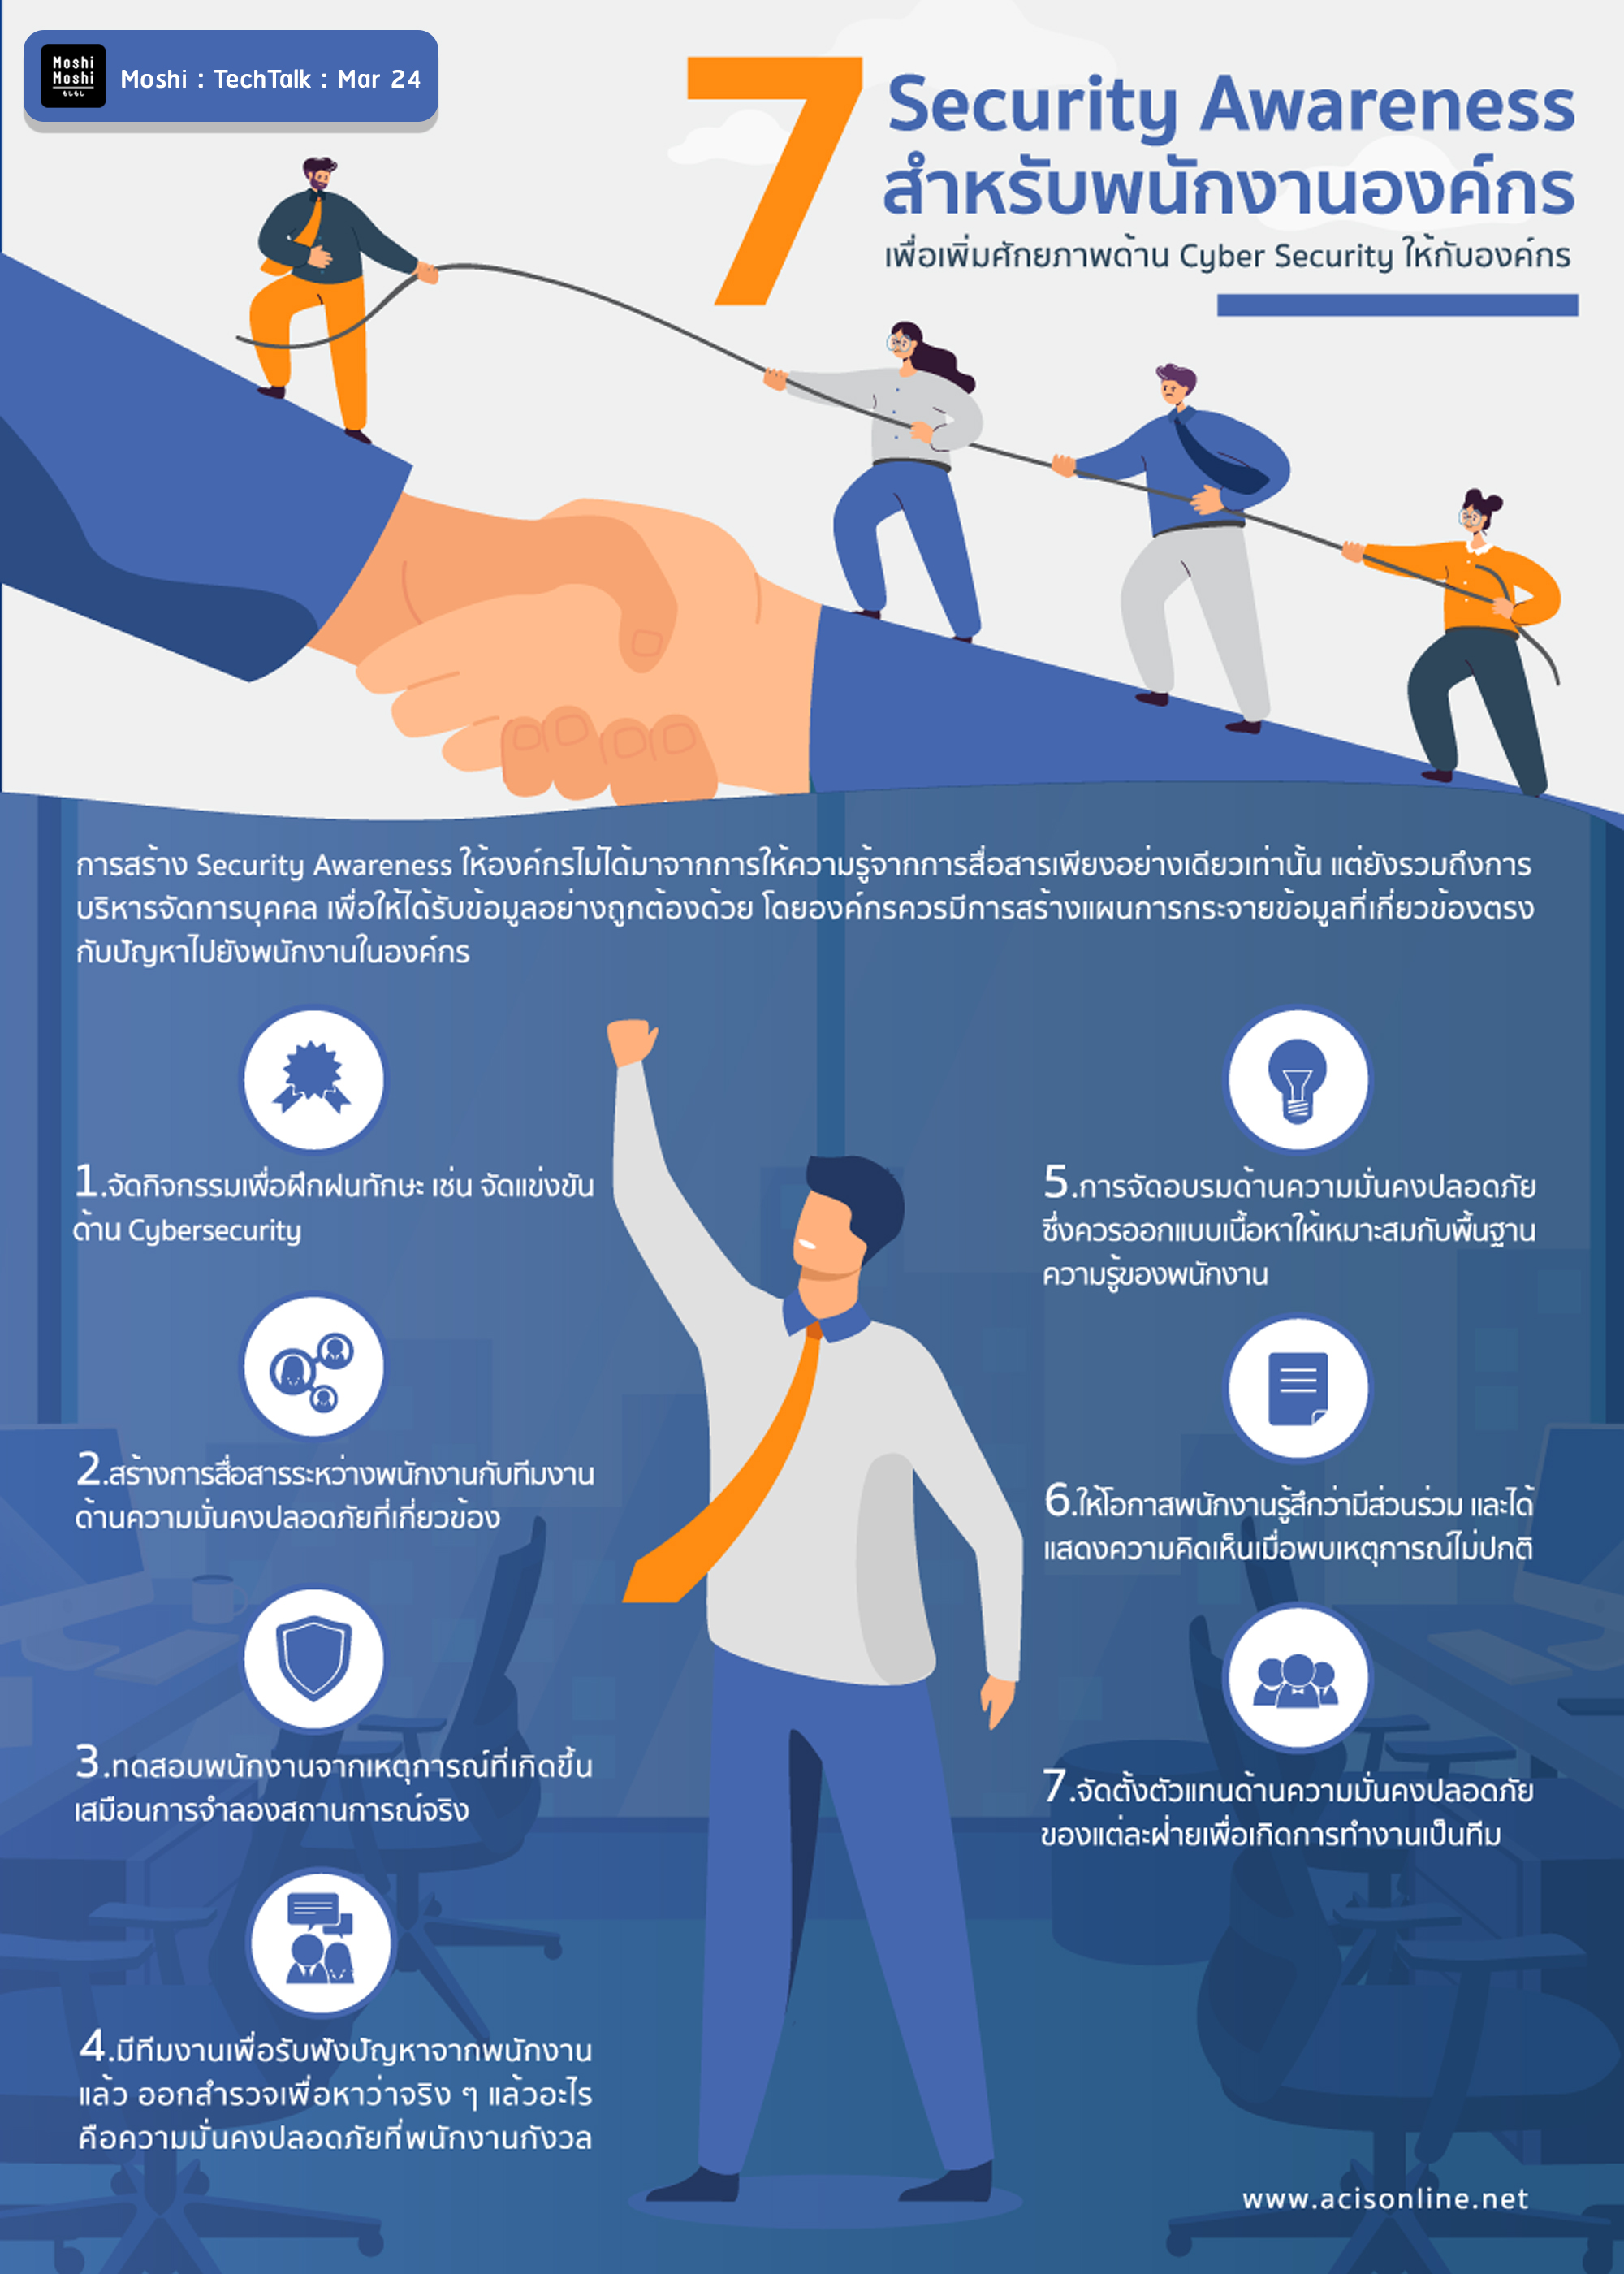 Moshi
Moshi
もしもし
Moshi : TechTalk : Mar 24
7
Security Awareness
สำหรับพนักงานองค์กร
เพื่อเพิ่มศักยภาพด้าน Cyber Security ให้กับองค์กร
การสร้าง Security Awareness ให้องค์กรไม่ได้มาจากการให้ความรู้จากการสื่อสารเพียงอย่างเดียวเท่านั้น แต่ยังรวมถึงการ
บริหารจัดการบุคคล เพื่อให้ได้รับข้อมูลอย่างถูกต้องด้วย โดยองค์กรควรมีการสร้างแผนการกระจายข้อมูลที่เกี่ยวข้องตรง
กับปัญหาไปยังพนักงานในองค์กร
1.จัดกิจกรรมเพื่อฝึกฝนทักษะ เช่น จัดแข่งขัน
ด้าน Cybersecurity
2.สร้างการสื่อสารระหว่างพนักงานกับทีมงาน
ด้านความมั่นคงปลอดภัยที่เกี่ยวข้อง
3.ทดสอบพนักงานจากเหตุการณ์ที่เกิดขึ้น
เสมือนการจำลองสถานการณ์จริง
4.มีทีมงานเพื่อรับฟังปัญหาจากพนักงาน
แล้ว ออกสำรวจเพื่อหาว่าจริง ๆ แล้วอะไร
คือความมั่นคงปลอดภัยที่พนักงานกังวล
5.การจัดอบรมด้านความมั่นคงปลอดภัย
ซึ่งควรออกแบบเนื้อหาให้เหมาะสมกับพื้นฐาน
ความรู้ของพนักงาน
6.ให้โอกาสพนักงานรู้สึกว่ามีส่วนร่วม และได้
แสดงความคิดเห็นเมื่อพบเหตุการณ์ไม่ปกติ
7.จัดตั้งตัวแทนด้านความมั่นคงปลอดภัย
ของแต่ละฝ่ายเพื่อเกิดการทำงานเป็นทีม
www.acisonline.net